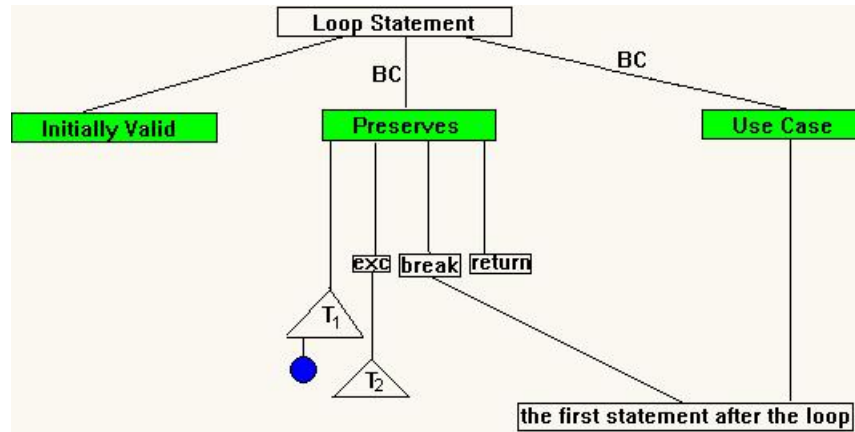 Loop Statement
BC
BC
Initially Valid
Preserves
Use Case
exc
break
return
T1
T2
the first statement after the loop